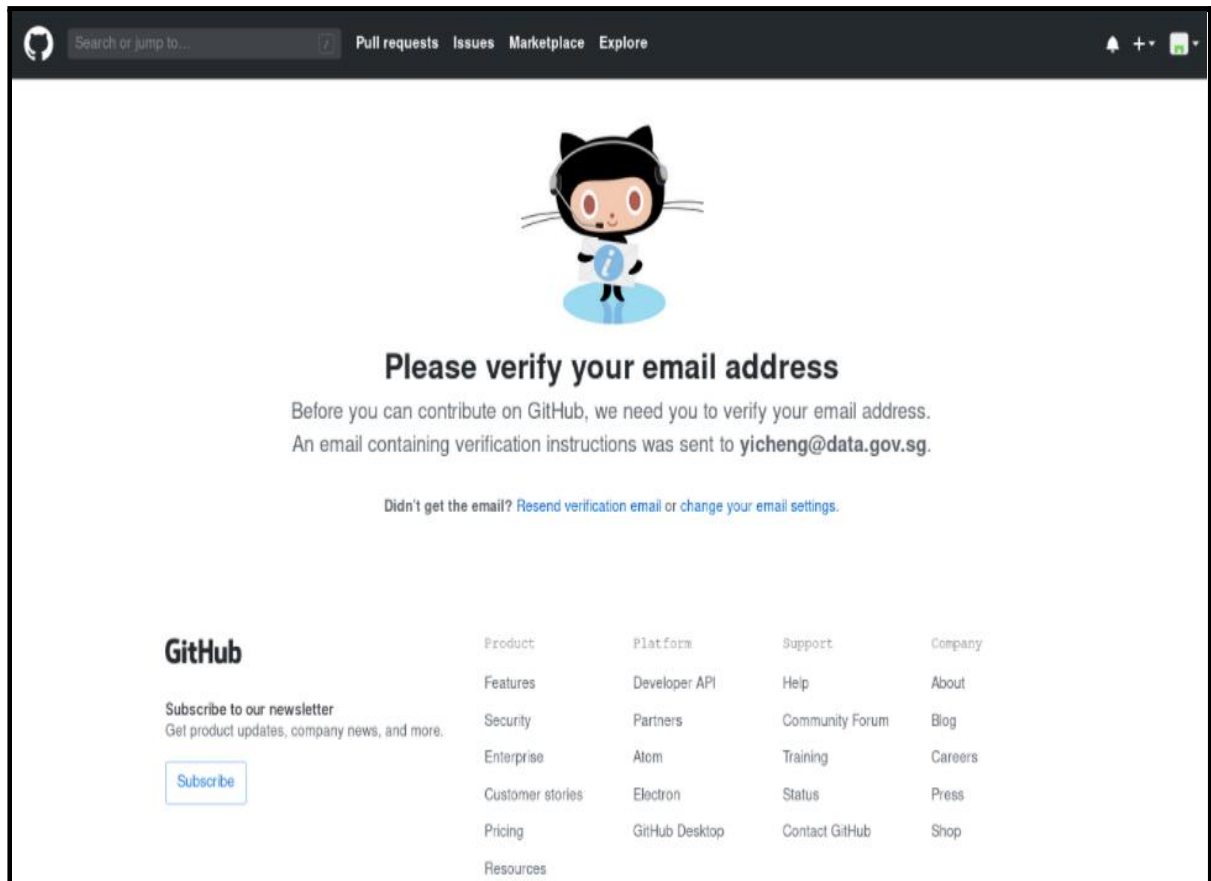 Search or jump to...
/
Pull requests Issues Marketplace Explore
Please verify your email address
Before you can contribute on GitHub, we need you to verify your email address.
An email containing verification instructions was sent to yicheng@data.gov.sg.
Didn't get the email? Resend verification email or change your email settings.
GitHub
Subscribe to our newsletter
Get product updates, company news, and more.
Subscribe
Product
Features
Security
Enterprise
Customer stories
Pricing
Resources
Platform
Developer API
Partners
Atom
Electron
GitHub Desktop
Support
Help
Community Forum
Training
Status
Contact GitHub
Company
About
Blog
Careers
Press
Shop